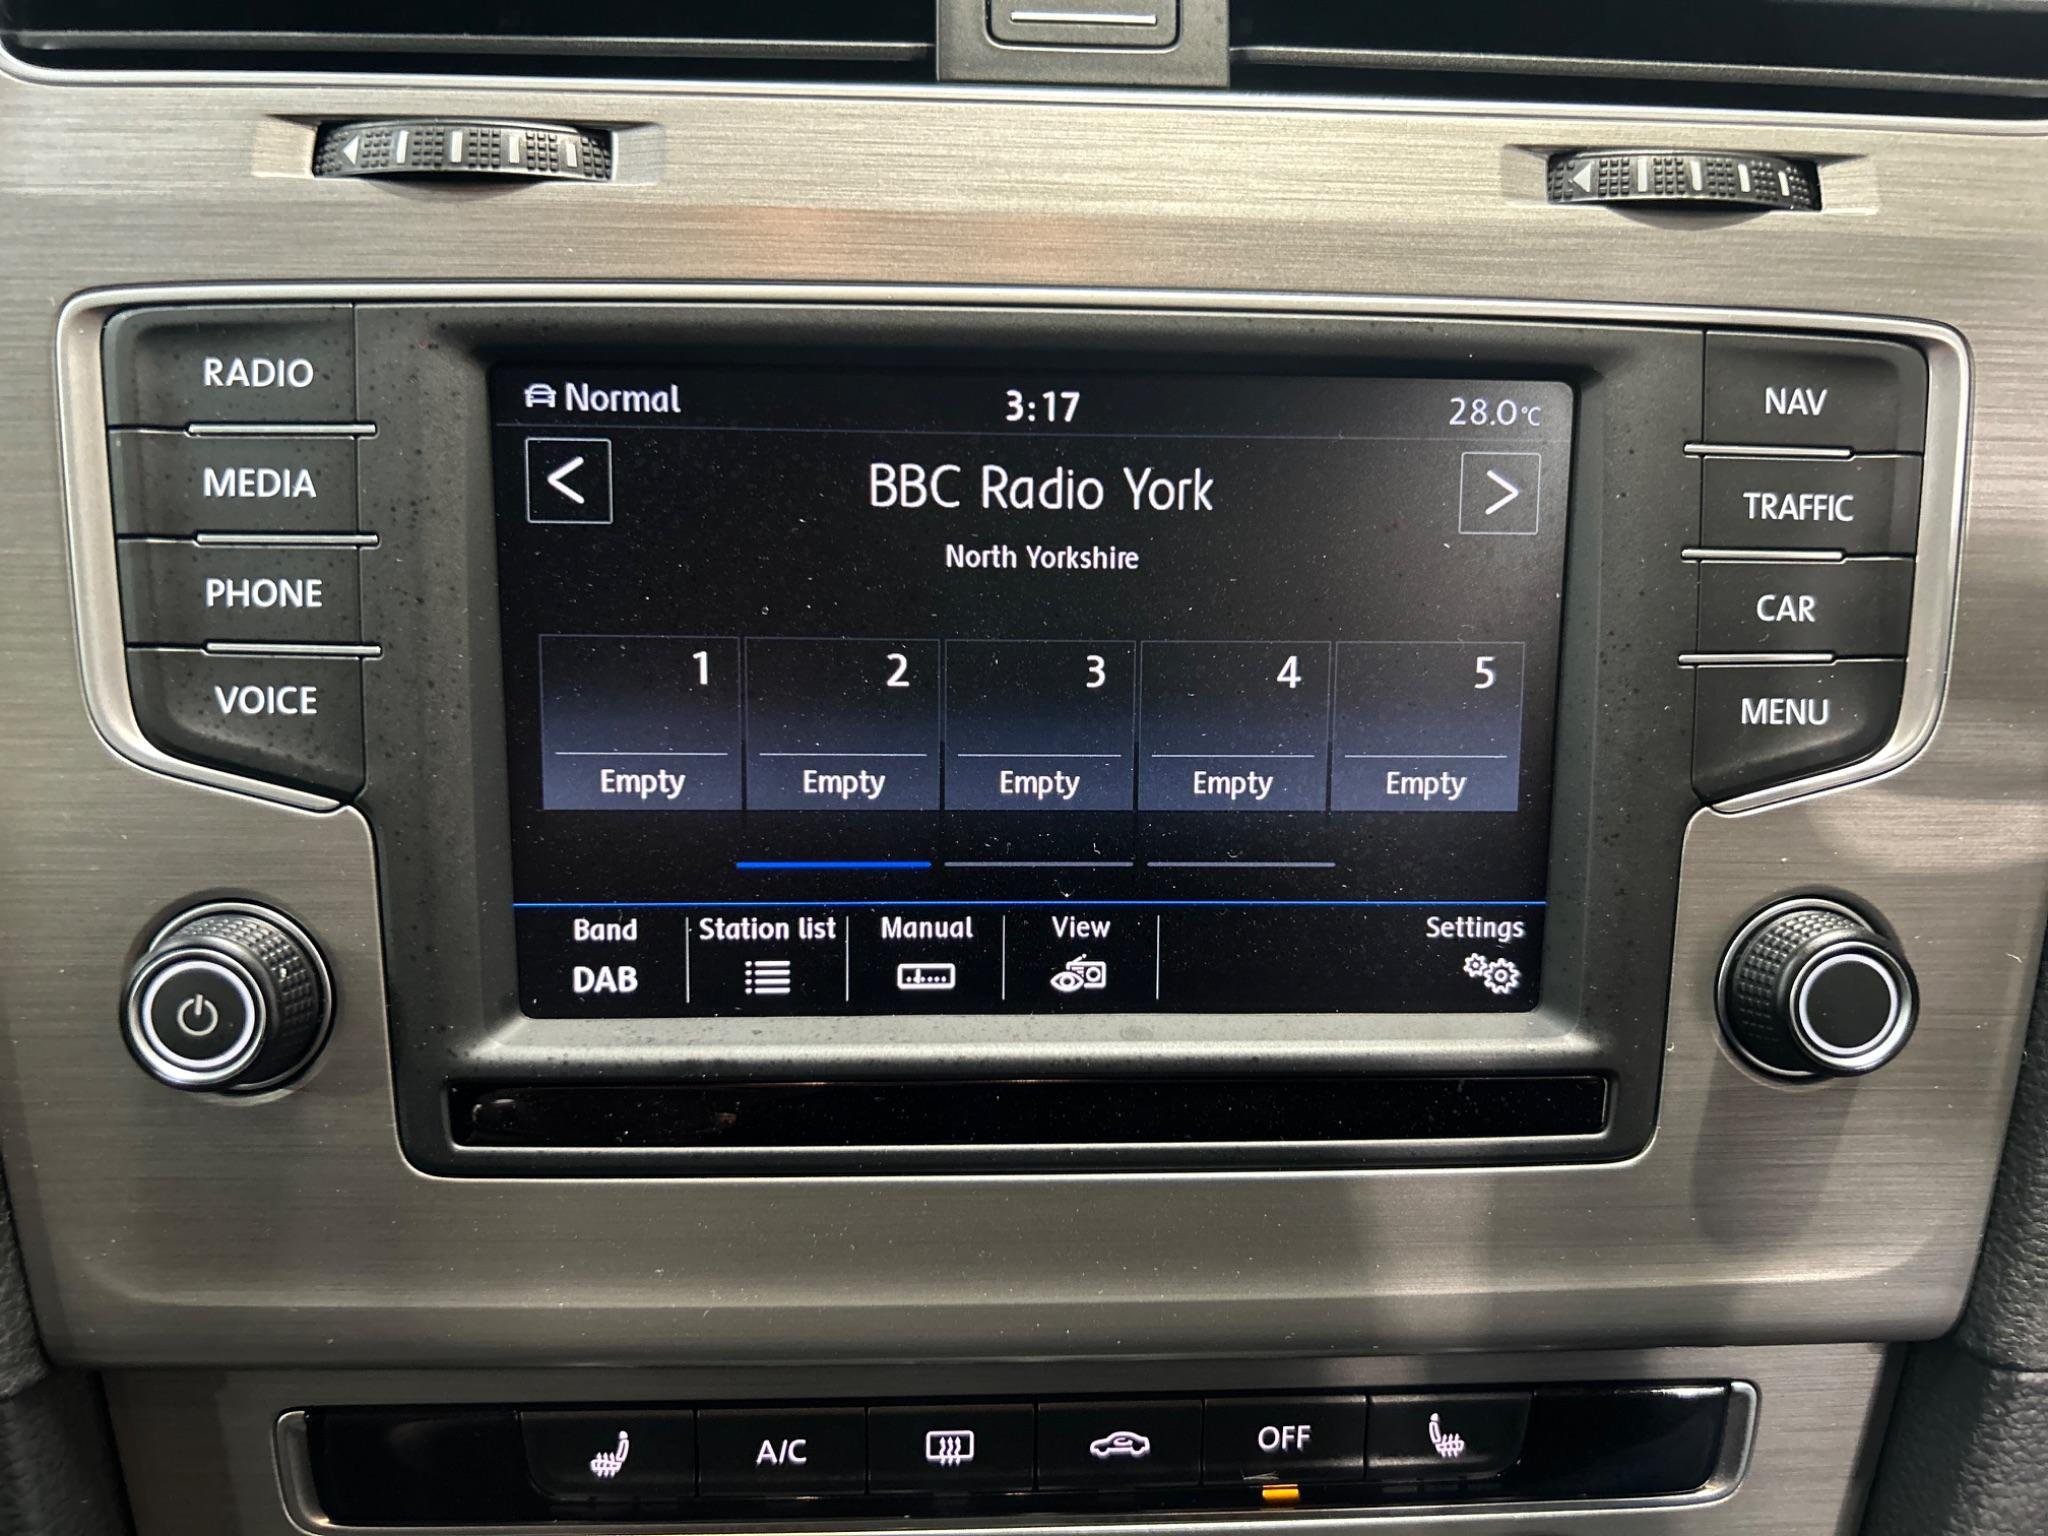 RADIO
MEDIA
PHONE
VOICE
Normal
3:17
28.0°C
<
BBC Radio York
>
North Yorkshire
1
2
3
4
5
Empty
Empty
Empty
Empty
Empty
Band
DAB
Station list
Manual
View
Settings
NAV
TRAFFIC
CAR
MENU
A/C
OFF